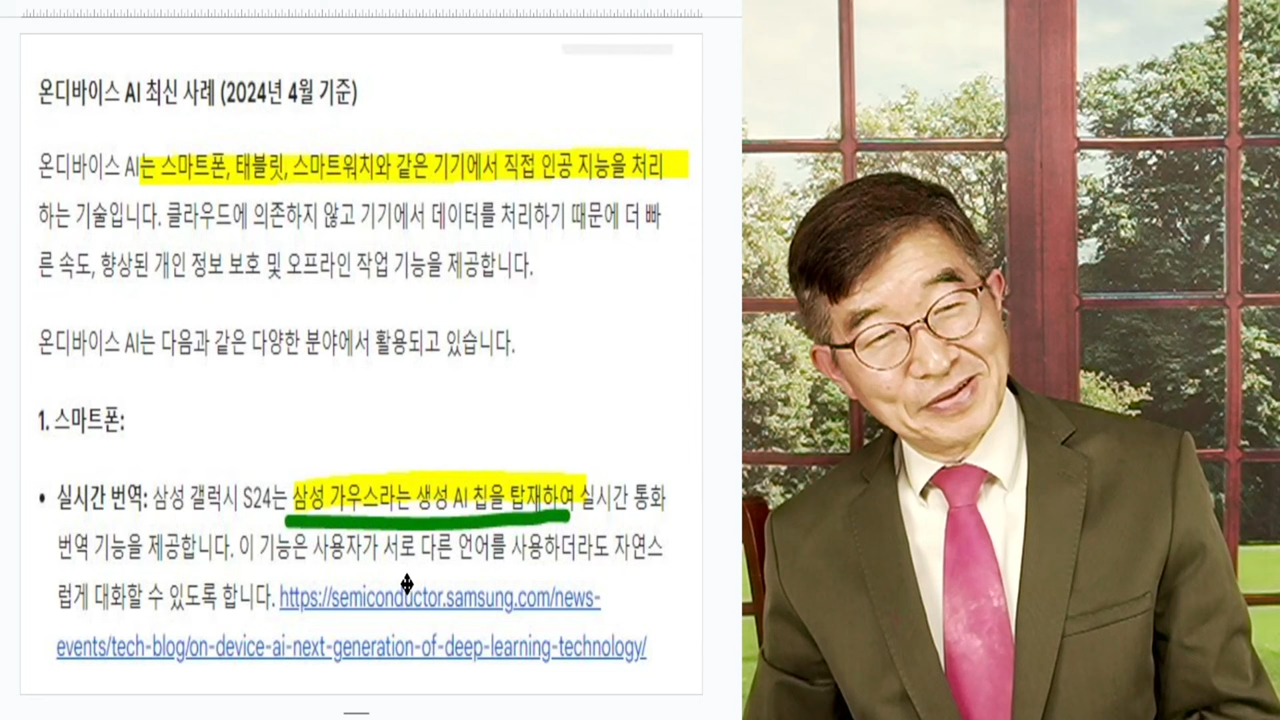 온디바이스 AI 최신 사례 (2024년 4월 기준)
온디바이스 AI는 스마트폰, 태블릿, 스마트워치와 같은 기기에서 직접 인공 지능을 처리
하는 기술입니다. 클라우드에 의존하지 않고 기기에서 데이터를 처리하기 때문에 더 빠
른 속도, 향상된 개인 정보 보호 및 오프라인 작업 기능을 제공합니다.
온디바이스 AI는 다음과 같은 다양한 분야에서 활용되고 있습니다.
1. 스마트폰:
• 실시간 번역: 삼성 갤럭시 S24는 삼성 가우스라는 생성 AI 칩을 탑재하여 실시간 통화
번역 기능을 제공합니다. 이 기능은 사용자가 서로 다른 언어를 사용하더라도 자연스
럽게 대화할 수 있도록 합니다. https://semiconductor.samsung.com/news-
events/tech-blog/on-device-ai-next-generation-of-deep-learning-technology/